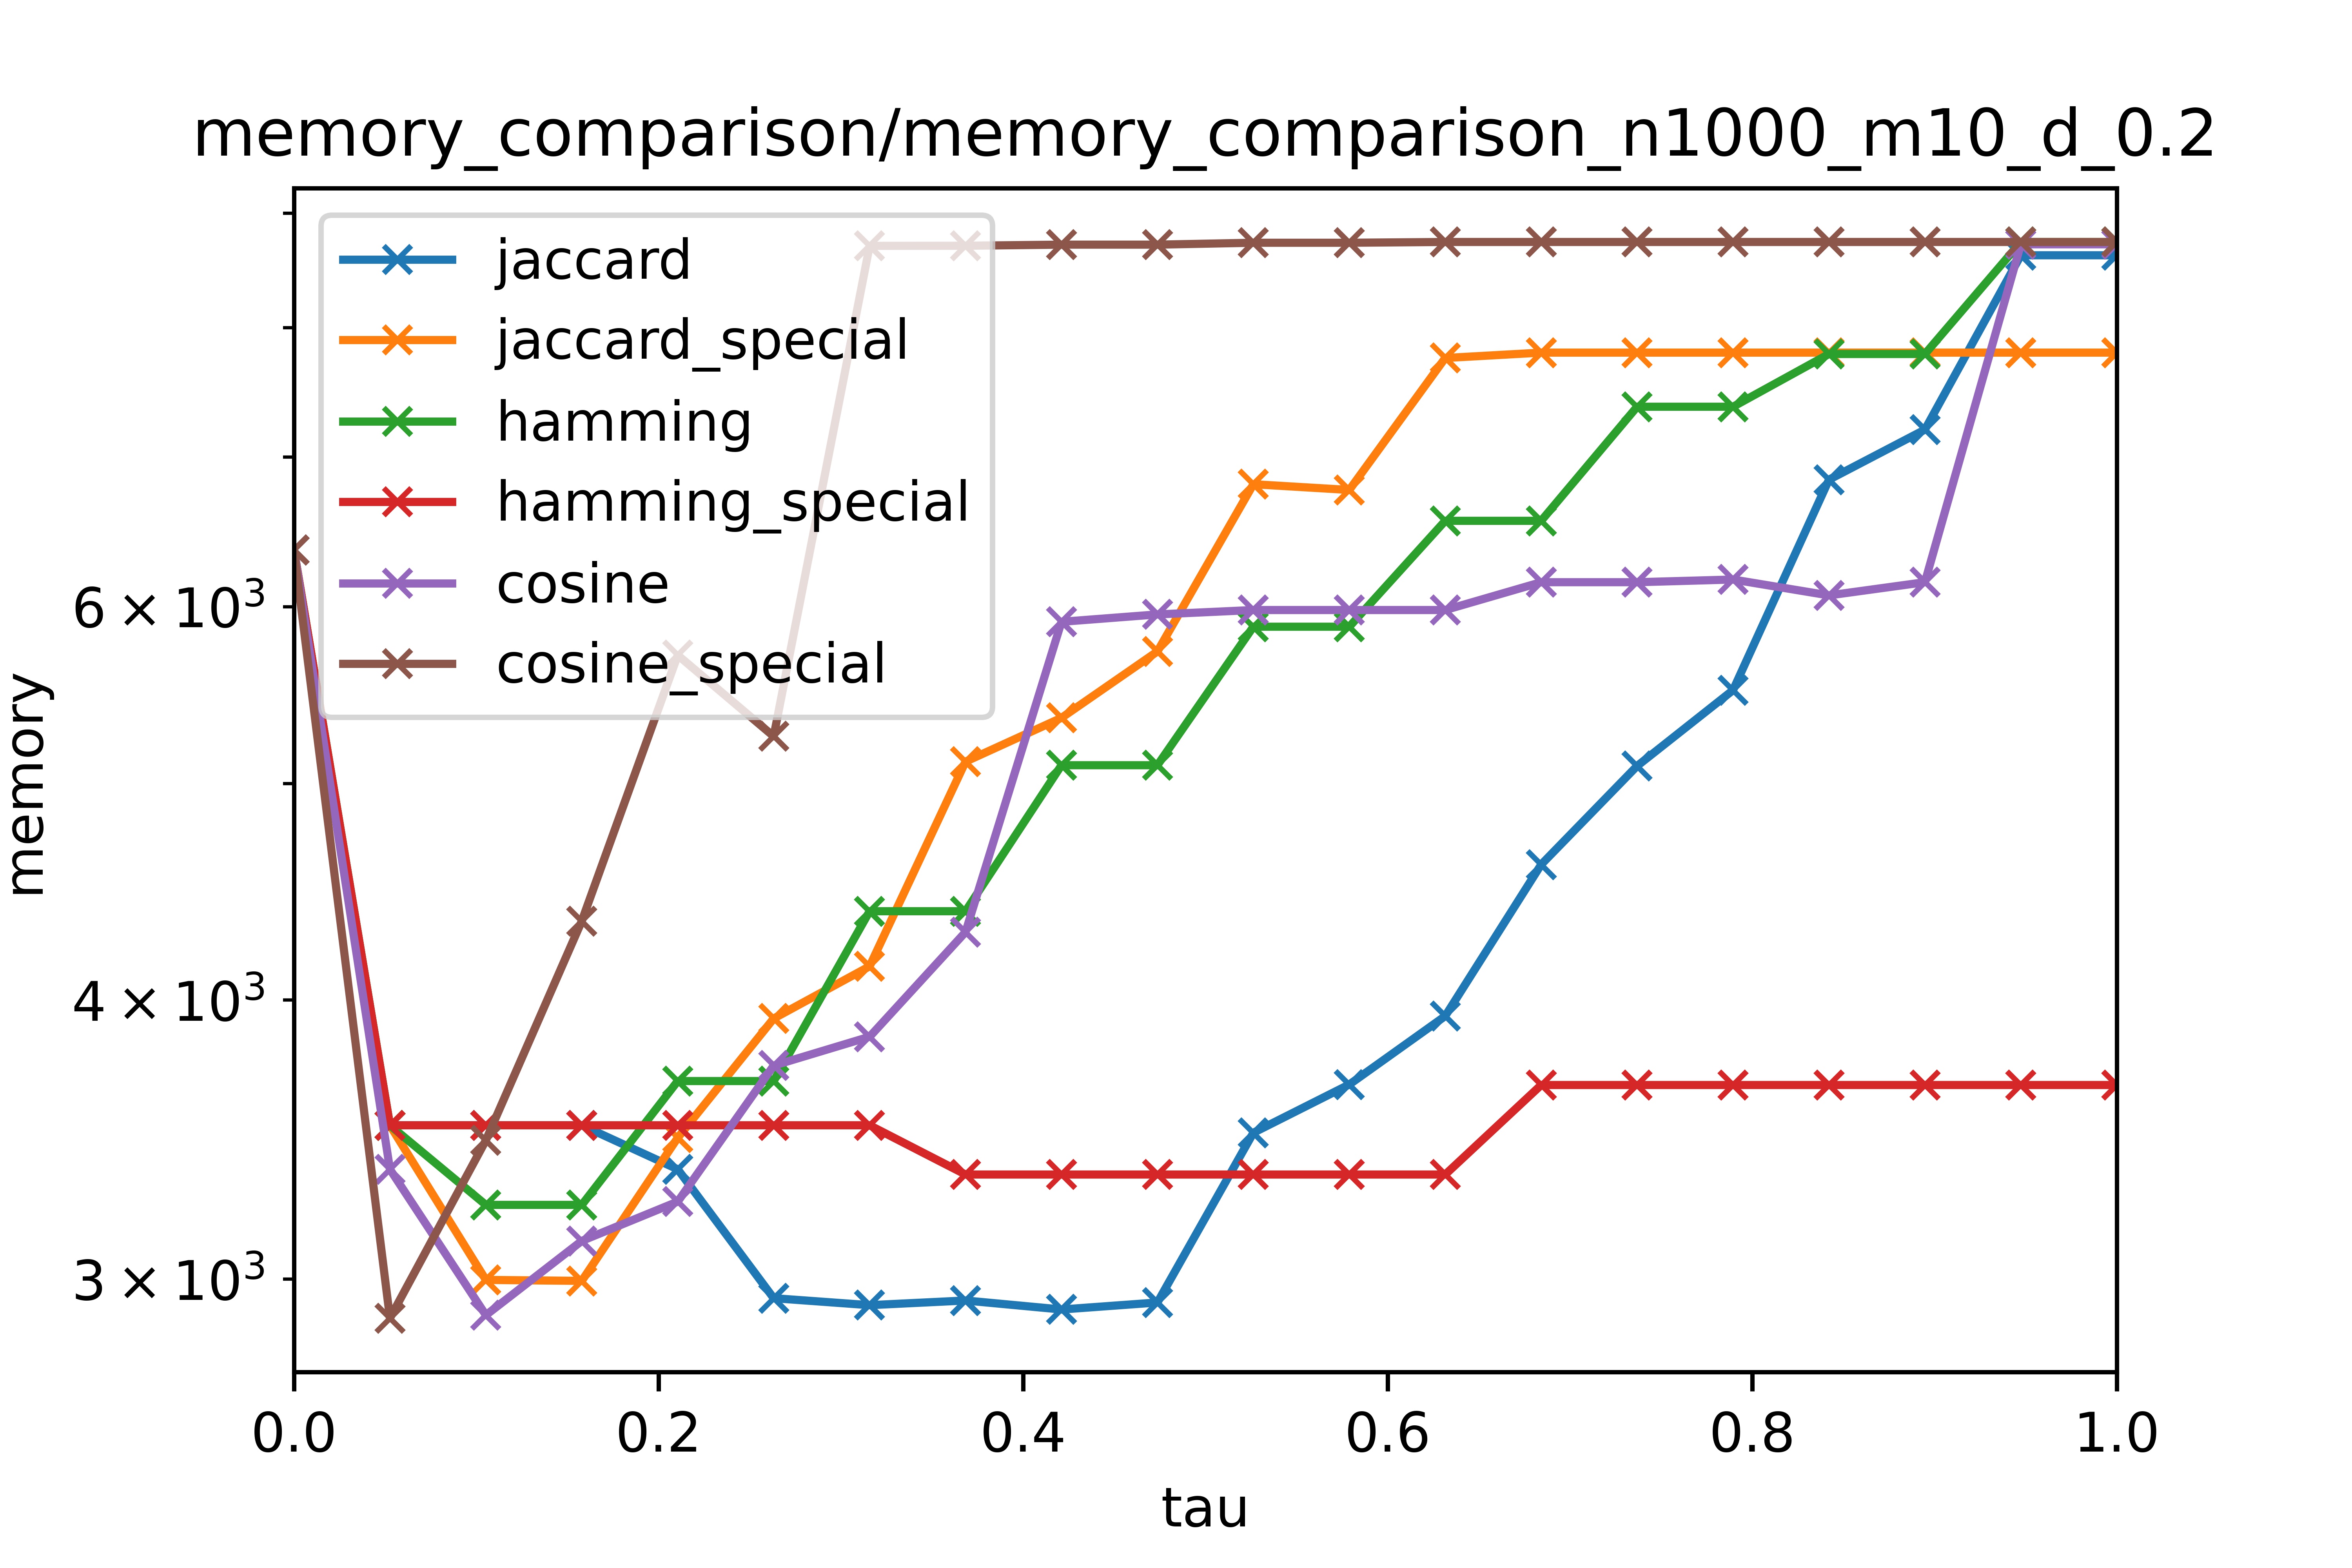 memory_comparison/memory_comparison_n1000_m10_d_0.2
jaccard
jaccard_special
hamming
hamming_special
cosine
cosine_special
6 × 10³
4 × 10³
3 × 10³
memory
0.0 0.2 0.4 0.6 0.8 1.0
tau